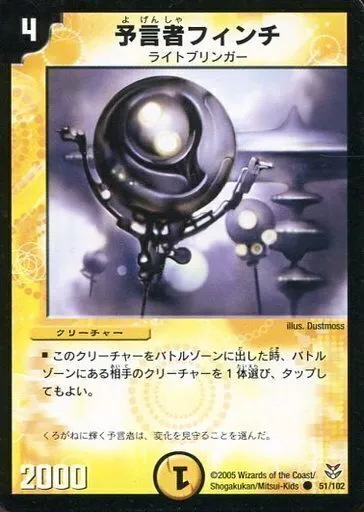 4
よげんしゃ
予言者フィンチ
ライトブリンガー
illus. Dustmoss
クリーチャー
■ このクリーチャーをバトルゾーンに出した時、バトル
ゾーンにある相手のクリーチャーを1体選び、タップし
てもよい。
くろがねに輝く予言者は、変化を見守ることを選んだ。
2000
1
©2005 Wizards of the Coast/
Shogakukan/Mitsui-Kids ● 51/102